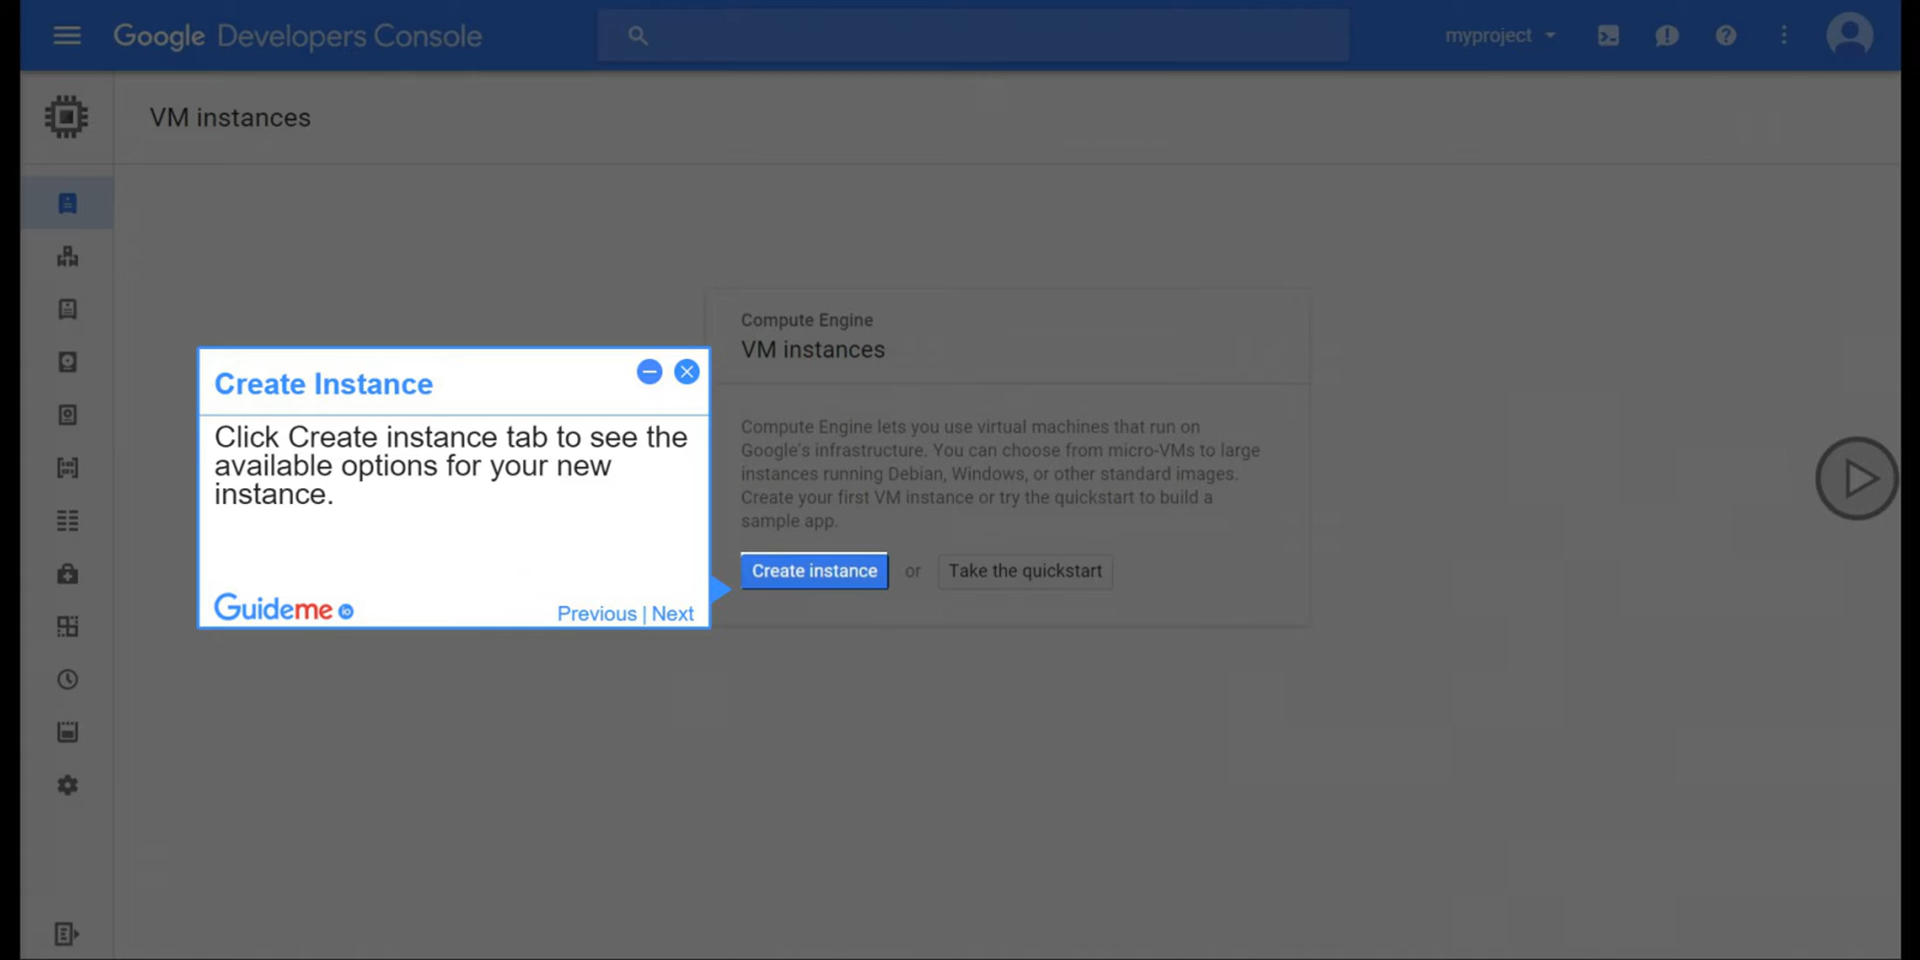 Google Developers Console
myproject
VM instances
Compute Engine
VM instances
Compute Engine lets you use virtual machines that run on
Google's infrastructure. You can choose from micro-VMs to large
instances running Debian, Windows, or other standard images.
Create your first VM instance or try the quickstart to build a
sample app.
Create instance or Take the quickstart
Create Instance
Click Create instance tab to see the
available options for your new
instance.
Guideme io
Previous | Next